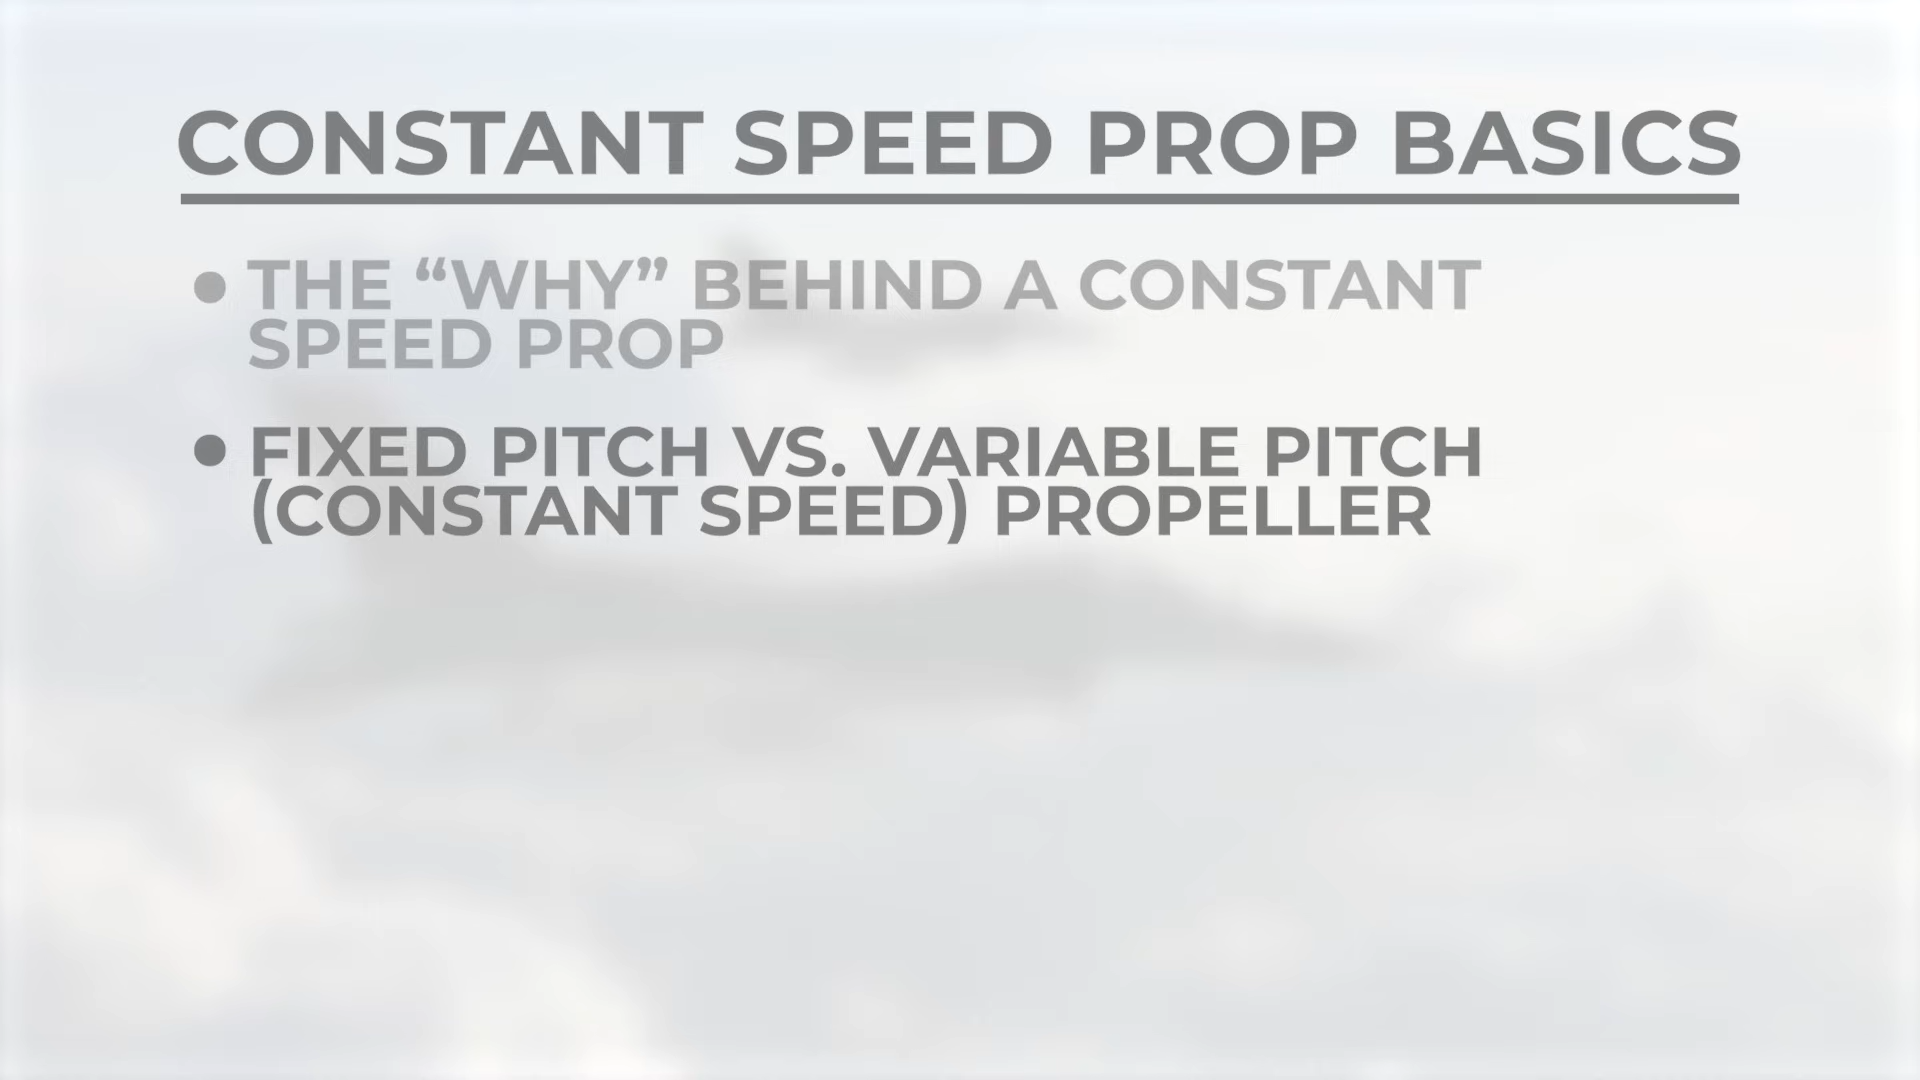 CONSTANT SPEED PROP BASICS
• THE “WHY” BEHIND A CONSTANT
SPEED PROP
• FIXED PITCH VS. VARIABLE PITCH
(CONSTANT SPEED) PROPELLER